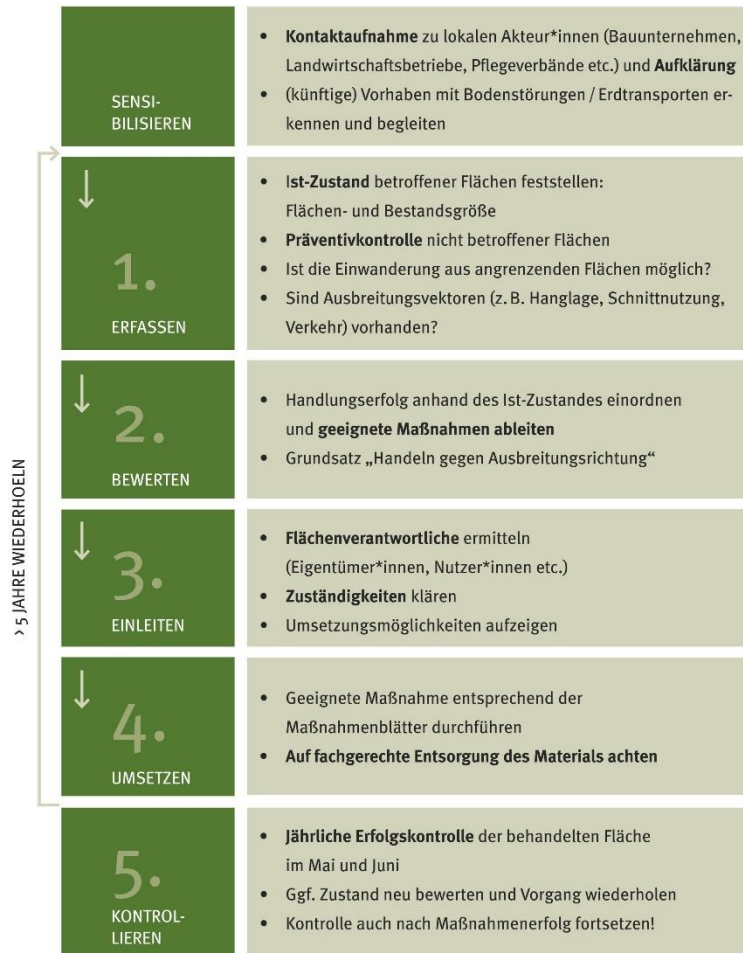 SENSI-
BILISIEREN
• Kontaktaufnahme zu lokalen Akteur*innen (Bauunternehmen,
Landwirtschaftsbetriebe, Pflegeverbände etc.) und Aufklärung
• (künftige) Vorhaben mit Bodenstörungen / Erdtransporten er-
kennen und begleiten
1.
ERFASSEN
• Ist-Zustand betroffener Flächen feststellen:
Flächen- und Bestandsgröße
• Präventivkontrolle nicht betroffener Flächen
• Ist die Einwanderung aus angrenzenden Flächen möglich?
• Sind Ausbreitungsvektoren (z. B. Hanglage, Schnittnutzung,
Verkehr) vorhanden?
2.
BEWERTEN
• Handlungserfolg anhand des Ist-Zustandes einordnen
und geeignete Maßnahmen ableiten
• Grundsatz „Handeln gegen Ausbreitungsrichtung“
3.
EINLEITEN
• Flächenverantwortliche ermitteln
(Eigentümer*innen, Nutzer*innen etc.)
• Zuständigkeiten klären
• Umsetzungsmöglichkeiten aufzeigen
4.
UMSETZEN
• Geeignete Maßnahme entsprechend der
Maßnahmenblätter durchführen
• Auf fachgerechte Entsorgung des Materials achten
5.
KONTROL-
LIEREN
• Jährliche Erfolgskontrolle der behandelten Fläche
im Mai und Juni
• Ggf. Zustand neu bewerten und Vorgang wiederholen
• Kontrolle auch nach Maßnahmenerfolg fortsetzen!
> 5 JAHRE WIEDERHOELN